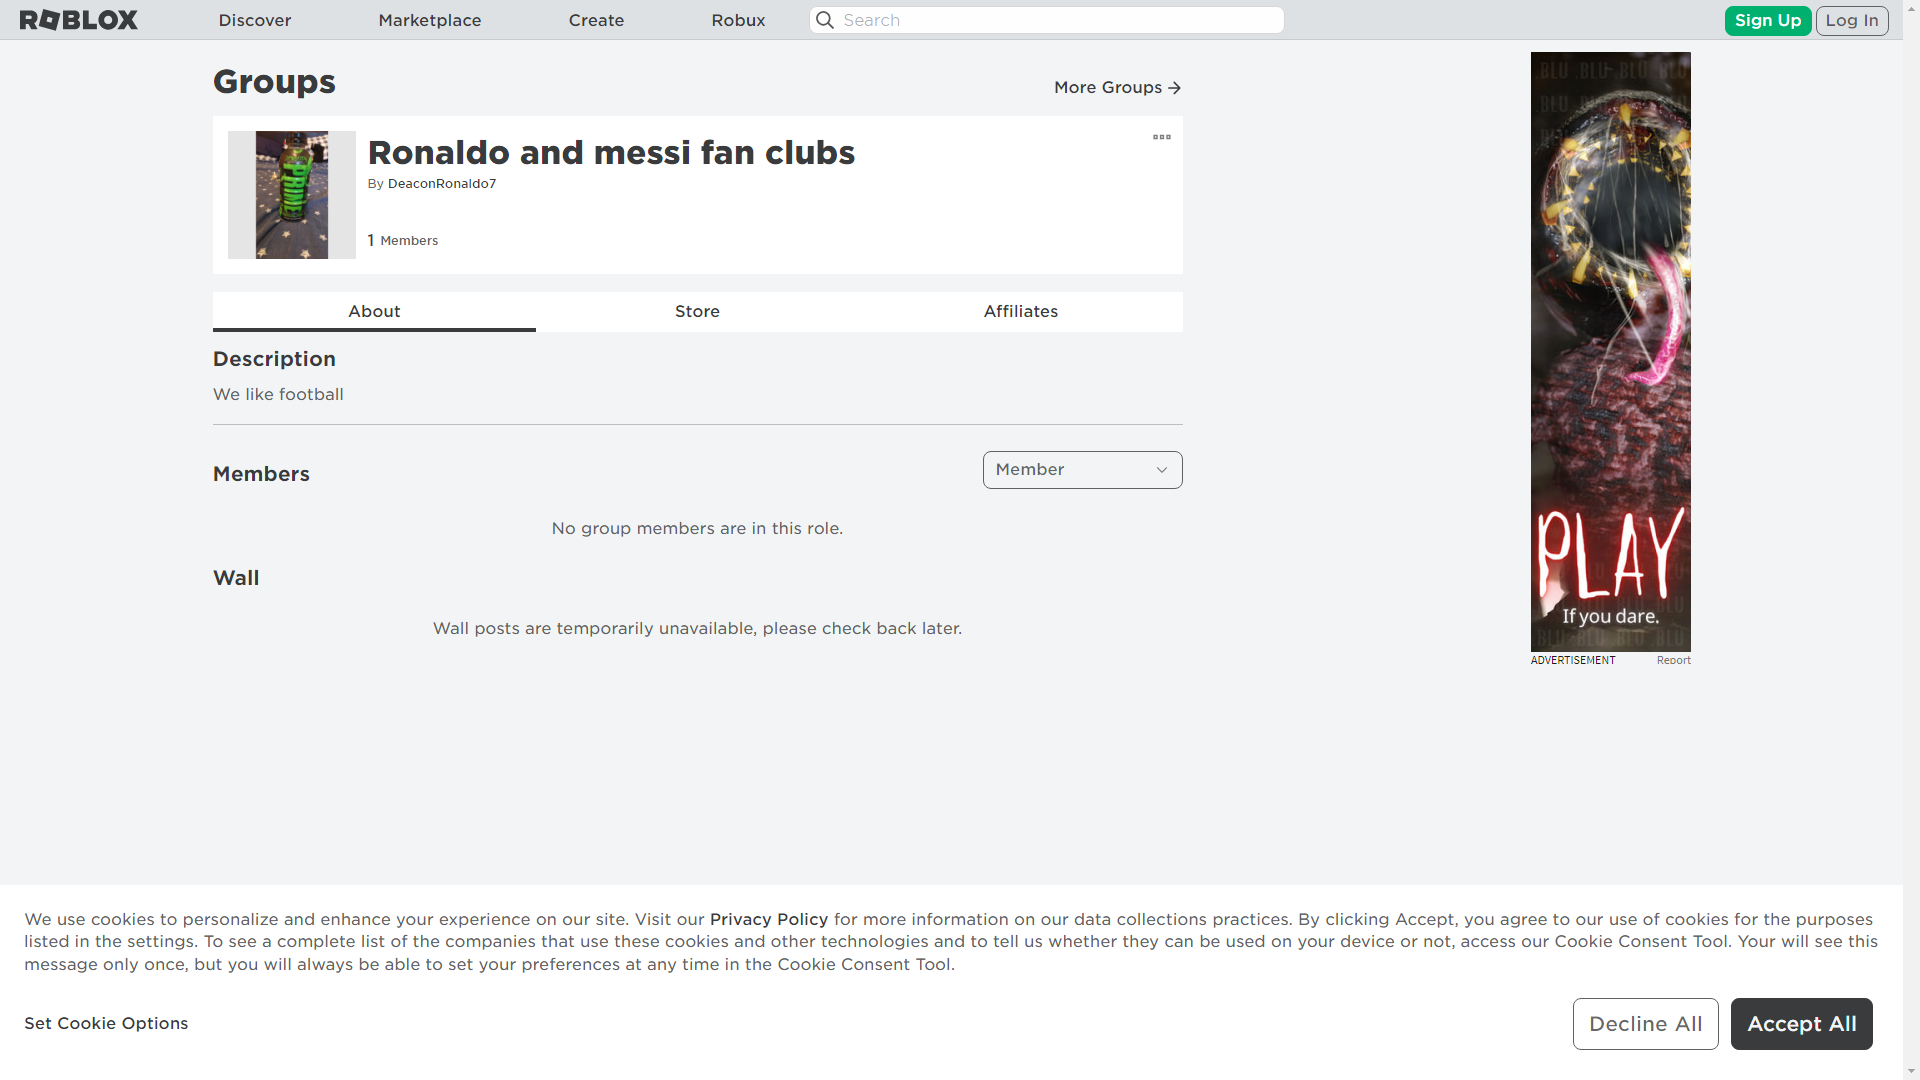 ROBLOX
Discover
Marketplace
Create
Robux
Search
Sign Up
Log In
Groups
More Groups
Ronaldo and messi fan clubs
By DeaconRonaldo7
1 Members
PRIME
About
Store
Affiliates
Description
We like football
Members
Member
No group members are in this role.
Wall
Wall posts are temporarily unavailable, please check back later.
PLAY
If you dare.
ADVERTISEMENT
Report
We use cookies to personalize and enhance your experience on our site. Visit our Privacy Policy for more information on our data collections practices. By clicking Accept, you agree to our use of cookies for the purposes
listed in the settings. To see a complete list of the companies that use these cookies and other technologies and to tell us whether they can be used on your device or not, access our Cookie Consent Tool. Your will see this
message only once, but you will always be able to set your preferences at any time in the Cookie Consent Tool.
Set Cookie Options
Decline All
Accept All